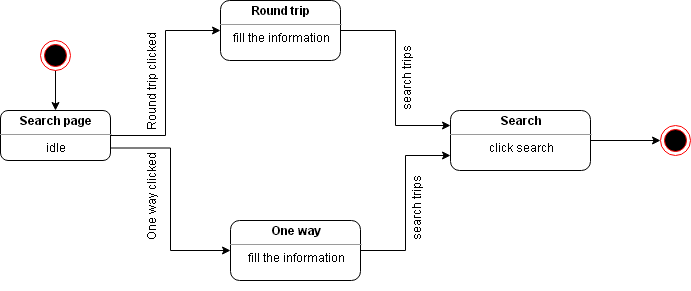 Round trip
fill the information
Round trip clicked
search trips
Search page
idle
Search
click search
One way clicked
search trips
One way
fill the information